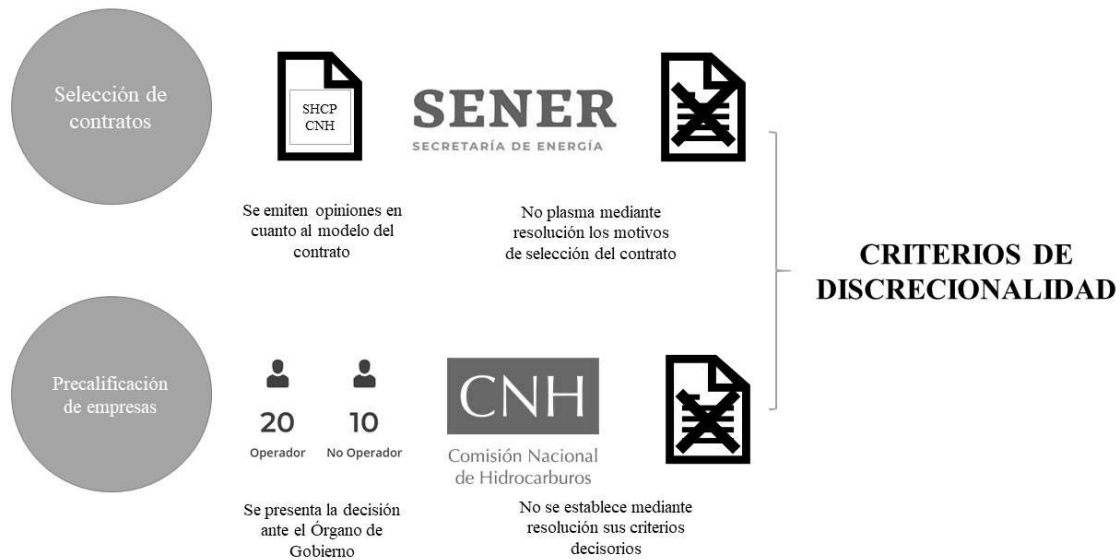 Selección de
contratos
SHCP
CNH
SENER
SECRETARÍA DE ENERGÍA
Se emiten opiniones en
cuanto al modelo del
contrato
No plasma mediante
resolución los motivos
de selección del contrato
CRITERIOS DE
DISCRECIONALIDAD
Precalificación
de empresas
20
Operador
10
No Operador
CNH
Comisión Nacional
de Hidrocarburos
Se presenta la decisión
ante el Órgano de
Gobierno
No se establece mediante
resolución sus criterios
decisorios